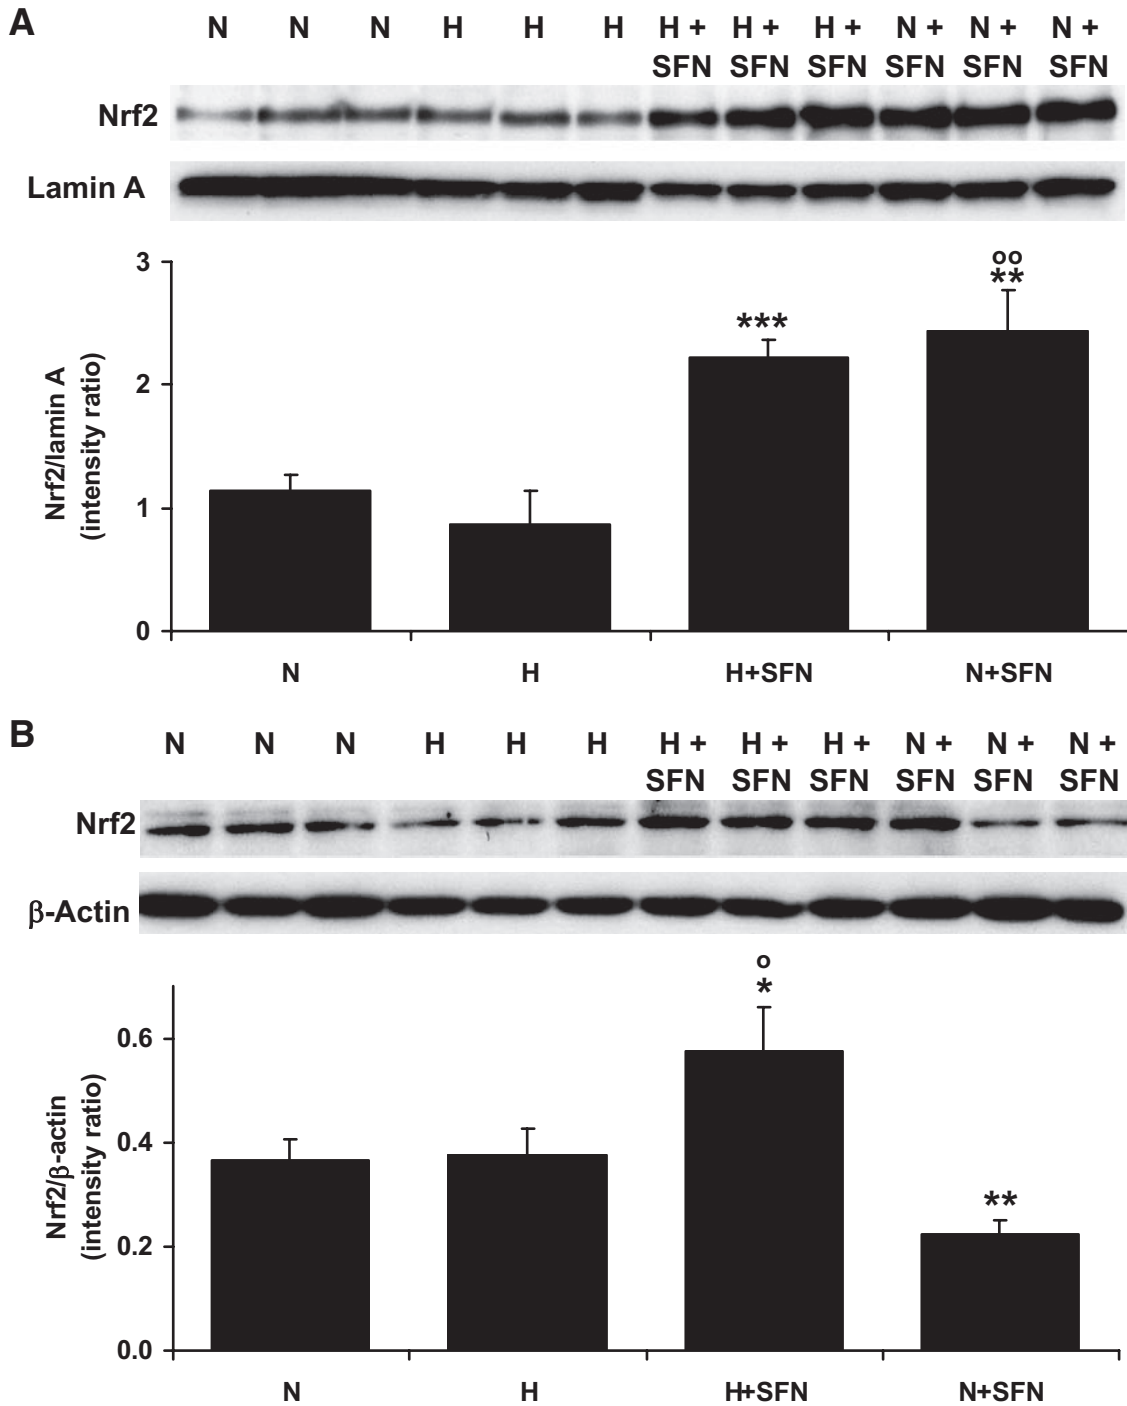 A
N N N H H H H + H + H + N + N + N +
SFN SFN SFN SFN SFN SFN
Nrf2
Lamin A
3
2
1
0
Nrf2/lamin A
(intensity ratio)
***
oo
**
N H H+SFN N+SFN
B
N N N H H H H + H + H + N + N + N +
SFN SFN SFN SFN SFN SFN
Nrf2
β-Actin
0.6
0.4
0.2
0.0
Nrf2/β-actin
(intensity ratio)
o
*
**
N H H+SFN N+SFN